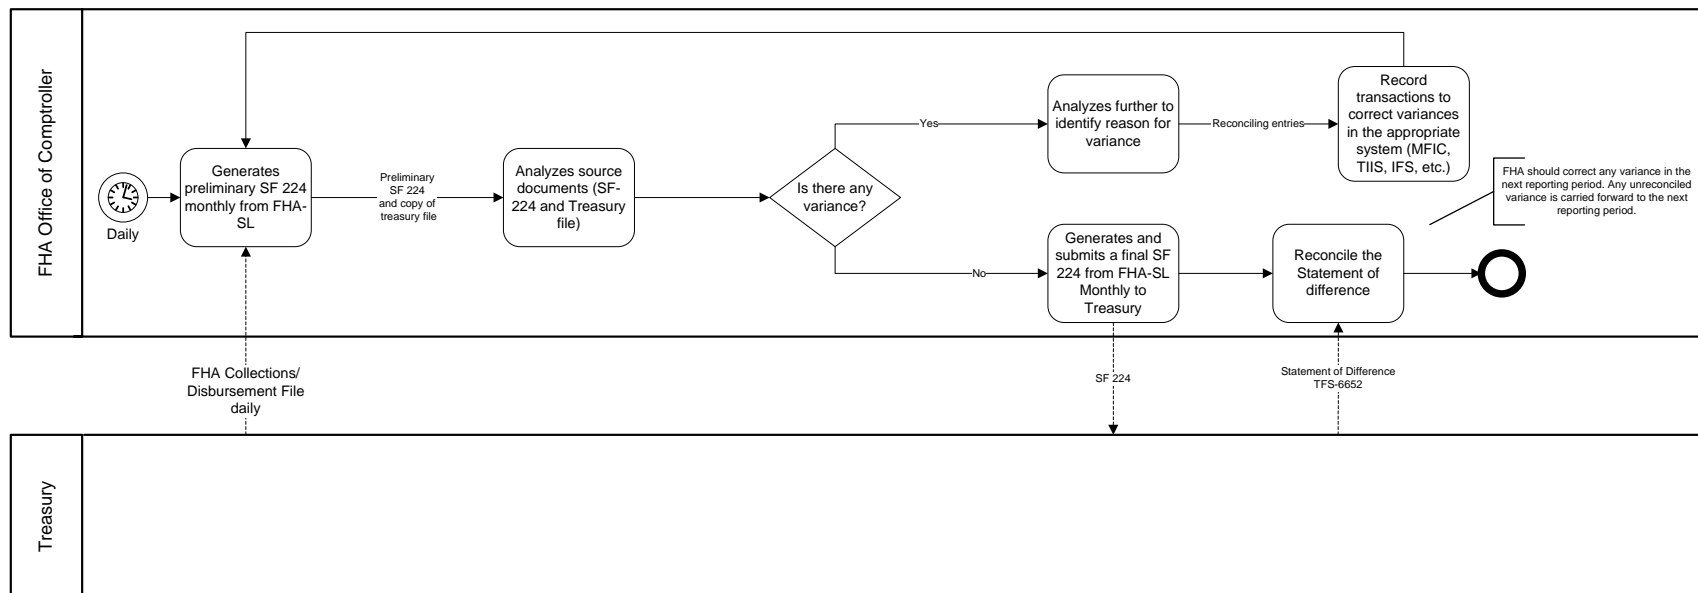 FHA Office of Comptroller
Daily
Generates
preliminary SF 224
monthly from FHA-
SL
Preliminary
SF 224
and copy of
treasury file
Analyzes source
documents (SF-
224 and Treasury
file)
Is there any
variance?
Yes
Analyzes further to
identify reason for
variance
Reconciling entries
Record
transactions to
correct variances
in the appropriate
system (MFIC,
TIIS, IFS, etc.)
FHA should correct any variance in the
next reporting period. Any unreconciled
variance is carried forward to the next
reporting period.
No
Generates and
submits a final SF
224 from FHA-SL
Monthly to
Treasury
Reconcile the
Statement of
difference
FHA Collections/
Disbursement File
daily
SF 224
Statement of Difference
TFS-6652
Treasury